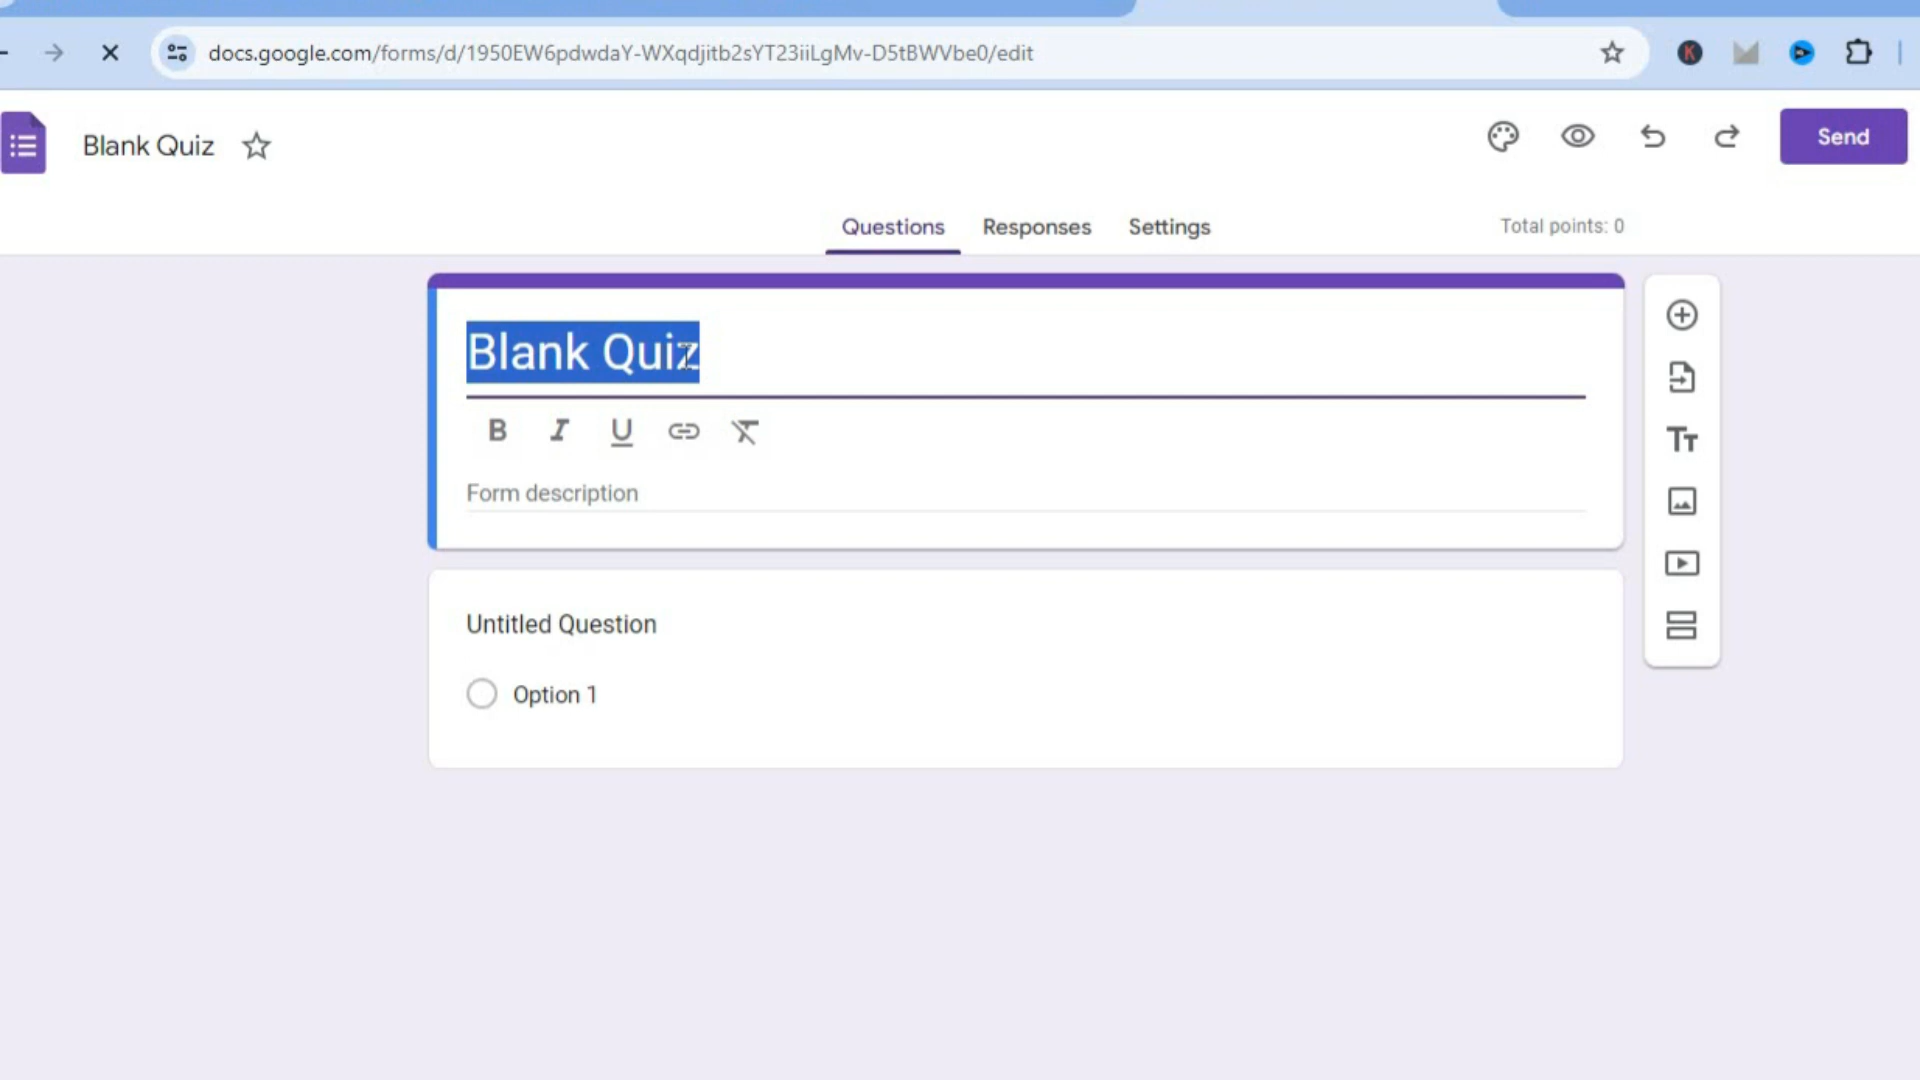 docs.google.com/forms/d/1950EW6pdwdaY-WXqdjitb2sYT23iiLgMv-D5tBWVbe0/edit
Blank Quiz
Send
Questions
Responses
Settings
Total points: 0
Blank Quiz
B I U
Form description
Untitled Question
Option 1